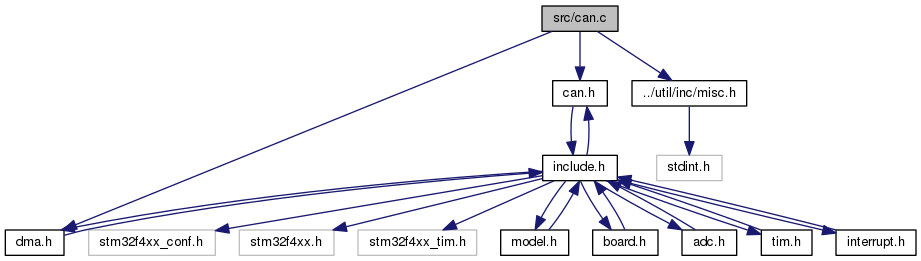 src/can.c
can.h
../util/inc/misc.h
include.h
stdint.h
dma.h
stm32f4xx_conf.h
stm32f4xx.h
stm32f4xx_tim.h
model.h
board.h
adc.h
tim.h
interrupt.h